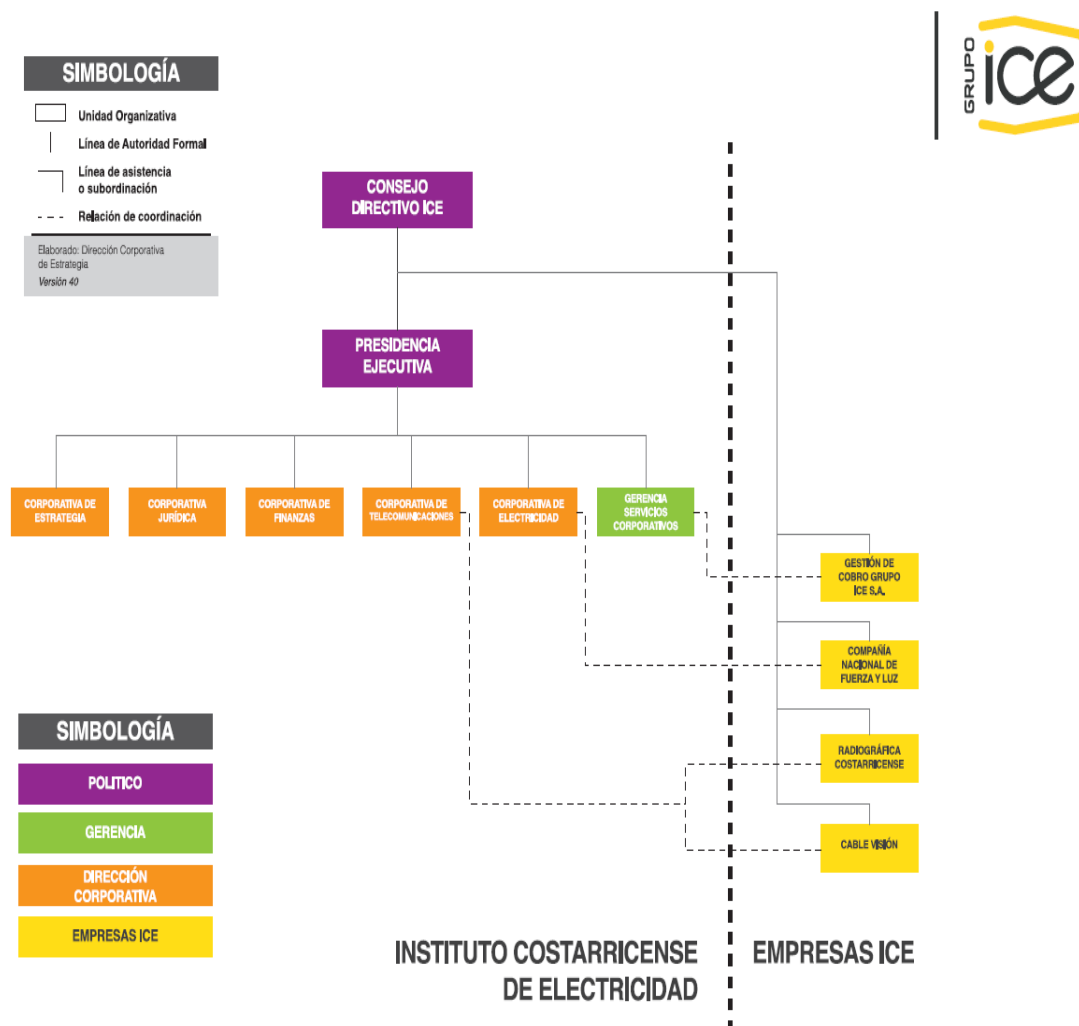 GRUPO
ice
SIMBOLOGÍA
Unidad Organizativa
Línea de Autoridad Formal
Línea de asistencia
o subordinación
Relación de coordinación
Elaborado: Dirección Corporativa
de Estrategia
Versión 40
CONSEJO
DIRECTIVO ICE
PRESIDENCIA
EJECUTIVA
CORPORATIVA DE
ESTRATEGIA
CORPORATIVA
JURÍDICA
CORPORATIVA DE
FINANZAS
CORPORATIVA DE
TELECOMUNICACIONES
CORPORATIVA DE
ELECTRICIDAD
GERENCIA
SERVICIOS
CORPORATIVOS
GESTIÓN DE
COBRO GRUPO
ICE S.A.
COMPAÑÍA
NACIONAL DE
FUERZA Y LUZ
RADIOGRÁFICA
COSTARRICENSE
CABLE VISIÓN
SIMBOLOGÍA
POLITICO
GERENCIA
DIRECCIÓN
CORPORATIVA
EMPRESAS ICE
INSTITUTO COSTARRICENSE
DE ELECTRICIDAD
EMPRESAS ICE